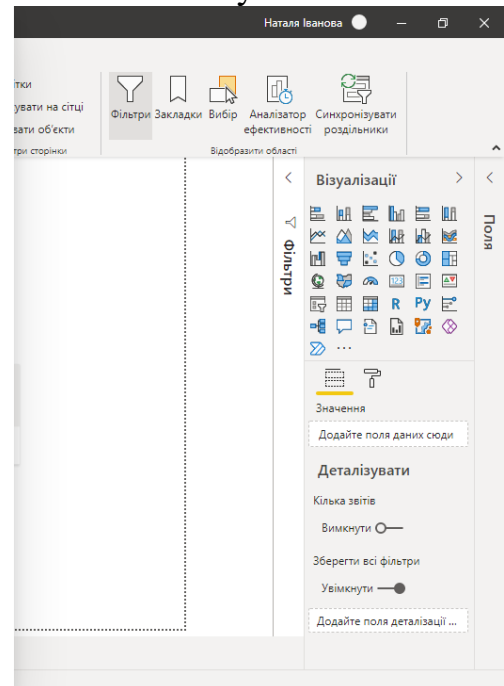 Наталя Іванова
ітки
увати на сітці
вати об'єкти
три сторінки
Фільтри Закладки Вибір Аналізатор ефективності Синхронізувати роздільники
Відобразити області
Фільтри
Візуалізації
Поля
123
R Py
Значення
Додайте поля даних сюди
Деталізувати
Кілька звітів
Вимкнути
Зберегти всі фільтри
Увімкнути
Додайте поля деталізації ...